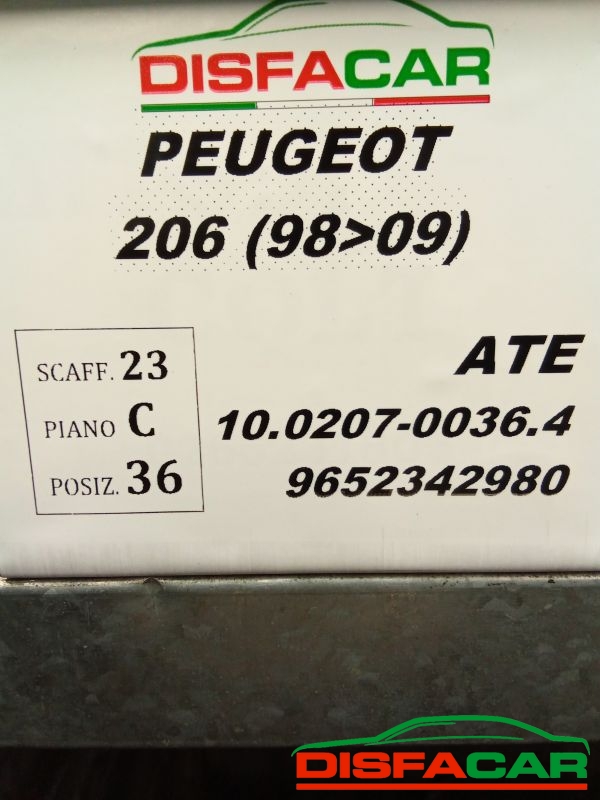 DISFACAR
PEUGEOT
206 (98>09)
SCAFF. 23
PIANO C
POSIZ. 36
ATE
10.0207-0036.4
9652342980
DISFACAR